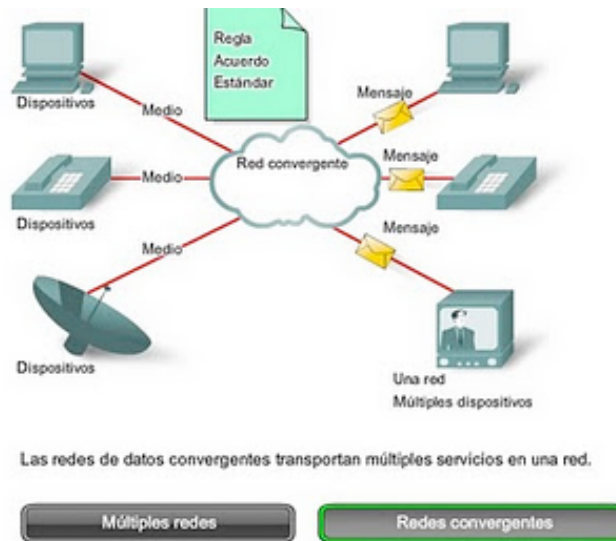 Regla
Acuerdo
Estándar
Dispositivos
Medio
Mensaje
Red convergente
Medio
Mensaje
Dispositivos
Medio
Mensaje
Dispositivos
Una red
Múltiples dispositivos
Las redes de datos convergentes transportan múltiples servicios en una red.
Múltiples redes
Redes convergentes